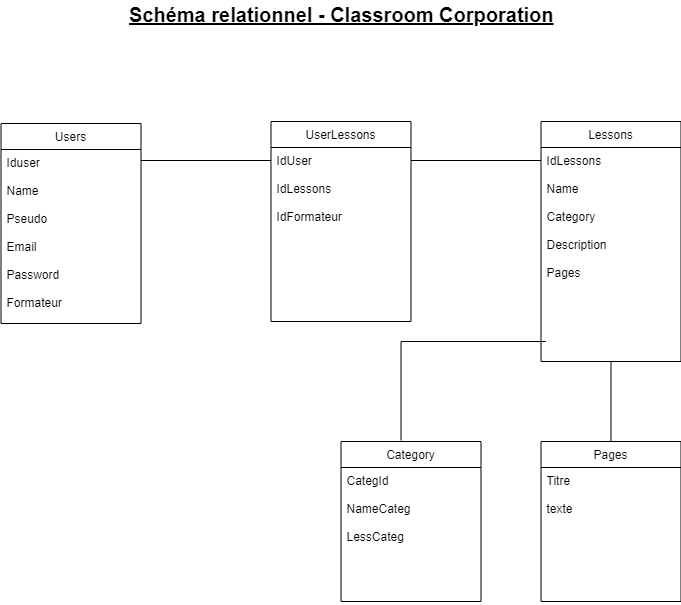 Schéma relationnel - Classroom Corporation
Users
Iduser
Name
Pseudo
Email
Password
Formateur
UserLessons
IdUser
IdLessons
IdFormateur
Lessons
IdLessons
Name
Category
Description
Pages
Category
CategId
NameCateg
LessCateg
Pages
Titre
texte